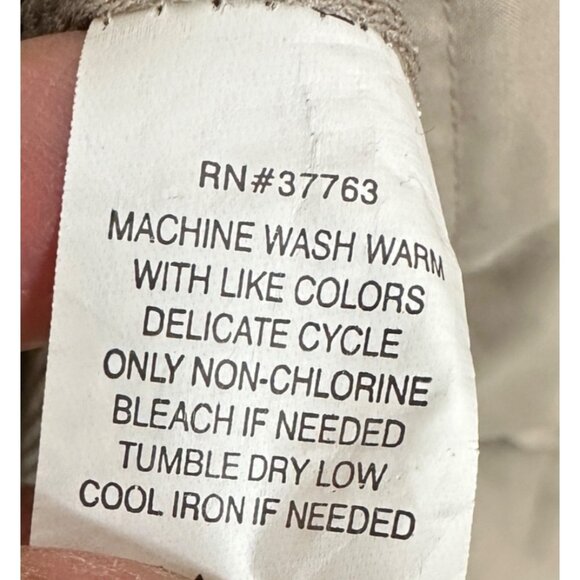 RN#37763
MACHINE WASH WARM
WITH LIKE COLORS
DELICATE CYCLE
ONLY NON-CHLORINE
BLEACH IF NEEDED
TUMBLE DRY LOW
COOL IRON IF NEEDED